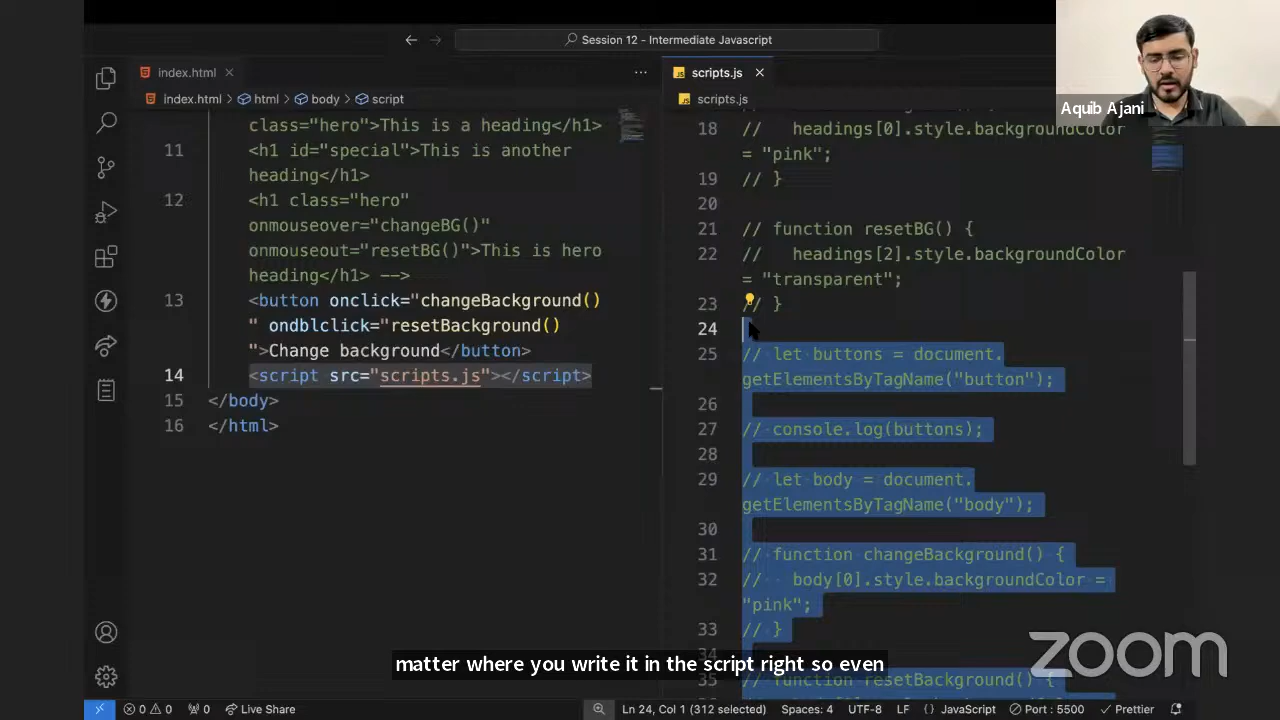 Session 12 - Intermediate Javascript
index.html
scripts.js
index.html > html > body > script
scripts.js
class="hero">This is a heading</h1>
11 <h1 id="special">This is another
heading</h1>
12 <h1 class="hero"
onmouseover="changeBG()"
onmouseout="resetBG()">This is hero
heading</h1> -->
13 <button onclick="changeBackground()
" ondblclick="resetBackground()
">Change background</button>
14 <script src="scripts.js"></script>
15 </body>
16 </html>
18 // headings[0].style.backgroundColor
= "pink";
19 // }
20
21 // function resetBG() {
22 // headings[2].style.backgroundColor
= "transparent";
23 // }
24
25 // let buttons = document.
getElementsByTagName("button");
26
27 // console.log(buttons);
28
29 // let body = document.
getElementsByTagName("body");
30
31 // function changeBackground() {
32 // body[0].style.backgroundColor =
"pink";
33 // }
34
35 // function resetBackground() {
Aquib Ajani
matter where you write it in the script right so even
zoom
0 0 0 Live Share Ln 24, Col 1 (312 selected) Spaces: 4 UTF-8 LF {} JavaScript Port : 5500 Prettier